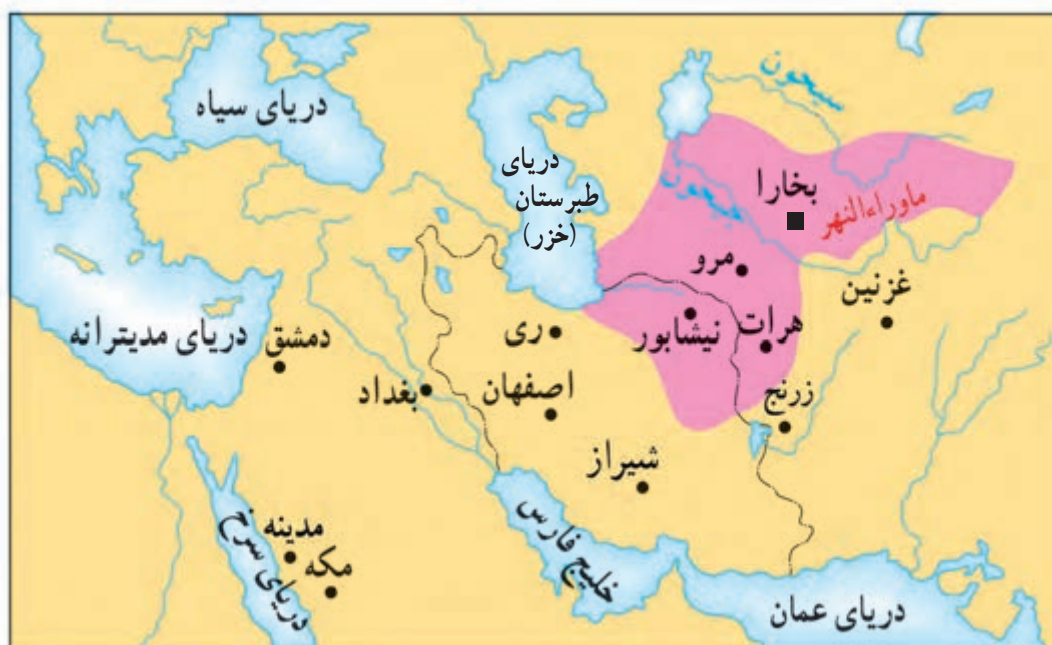 دریای سیاه
دریای
طبرستان
(خزر)
سیحون
جیحون
بخارا
ماوراءالنهر
مرو
غزنین
دریای مدیترانه
دمشق
ری
نیشابور
هرات
بغداد
اصفهان
زرنج
شیراز
مدینه
مکه
دریای سرخ
خلیج فارس
دریای عمان